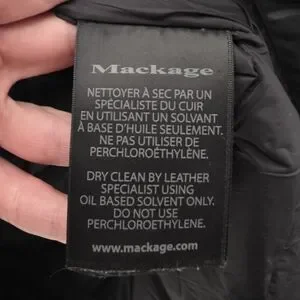 Mackage
NETTOYER À SEC PAR UN
SPÉCIALISTE DU CUIR
EN UTILISANT UN SOLVANT
À BASE D'HUILE SEULEMENT.
NE PAS UTILISER DE
PERCHLOROÉTHYLÈNE.
DRY CLEAN BY LEATHER
SPECIALIST USING
OIL BASED SOLVENT ONLY.
DO NOT USE
PERCHLOROETHYLENE.
www.mackage.com